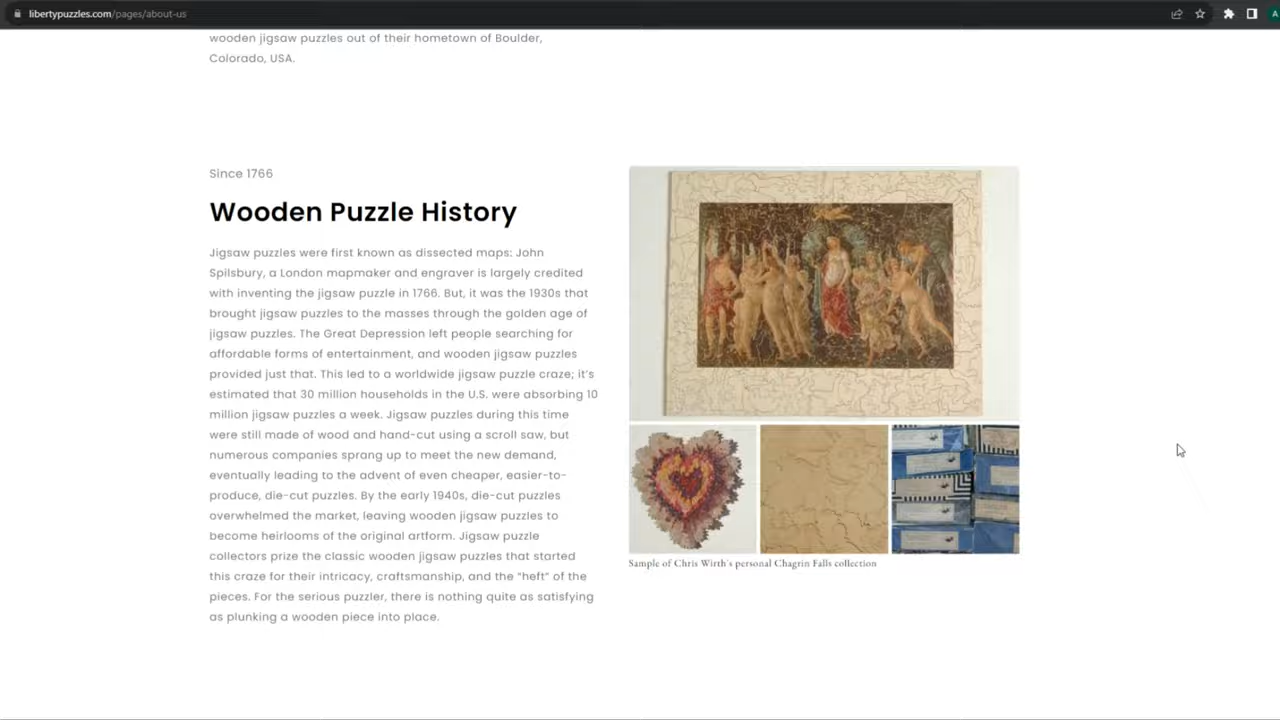 libertypuzzles.com/pages/about-us
wooden jigsaw puzzles out of their hometown of Boulder,
Colorado, USA.
Since 1766
Wooden Puzzle History
Jigsaw puzzles were first known as dissected maps: John
Spilsbury, a London mapmaker and engraver is largely credited
with inventing the jigsaw puzzle in 1766. But, it was the 1930s that
brought jigsaw puzzles to the masses through the golden age of
jigsaw puzzles. The Great Depression left people searching for
affordable forms of entertainment, and wooden jigsaw puzzles
provided just that. This led to a worldwide jigsaw puzzle craze; it's
estimated that 30 million households in the U.S. were absorbing 10
million jigsaw puzzles a week. Jigsaw puzzles during this time
were still made of wood and hand-cut using a scroll saw, but
numerous companies sprang up to meet the new demand,
eventually leading to the advent of even cheaper, easier-to-
produce, die-cut puzzles. By the early 1940s, die-cut puzzles
overwhelmed the market, leaving wooden jigsaw puzzles to
become heirlooms of the original artform. Jigsaw puzzle
collectors prize the classic wooden jigsaw puzzles that started
this craze for their intricacy, craftsmanship, and the "heft" of the
pieces. For the serious puzzler, there is nothing quite as satisfying
as plunking a wooden piece into place.
Sample of Chris Wirth's personal Chagrin Falls collection